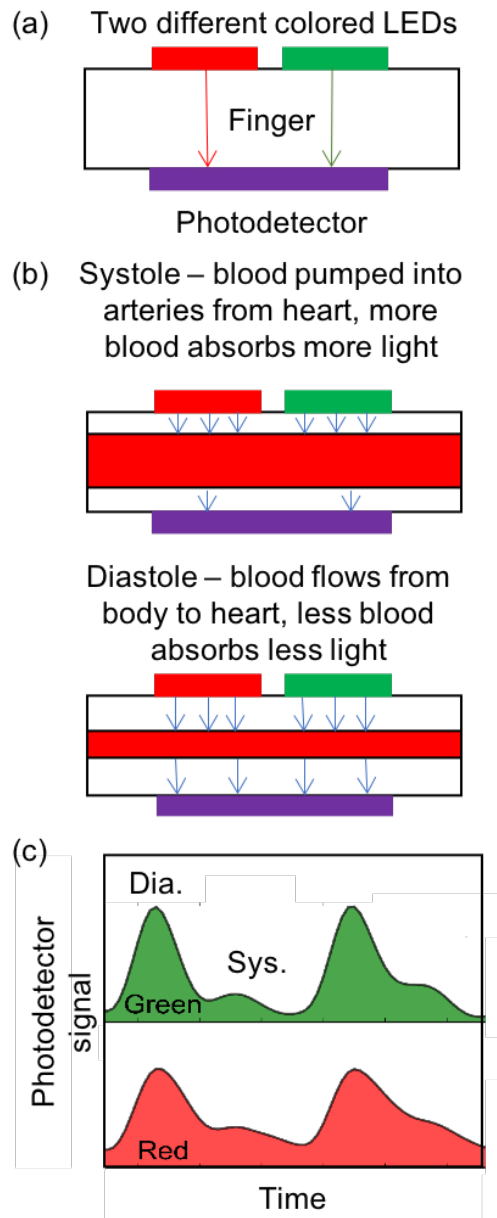 (a) Two different colored LEDs
Finger
Photodetector
(b) Systole – blood pumped into
arteries from heart, more
blood absorbs more light
Diastole – blood flows from
body to heart, less blood
absorbs less light
(c)
Photodetector
signal
Dia.
Sys.
Green
Red
Time